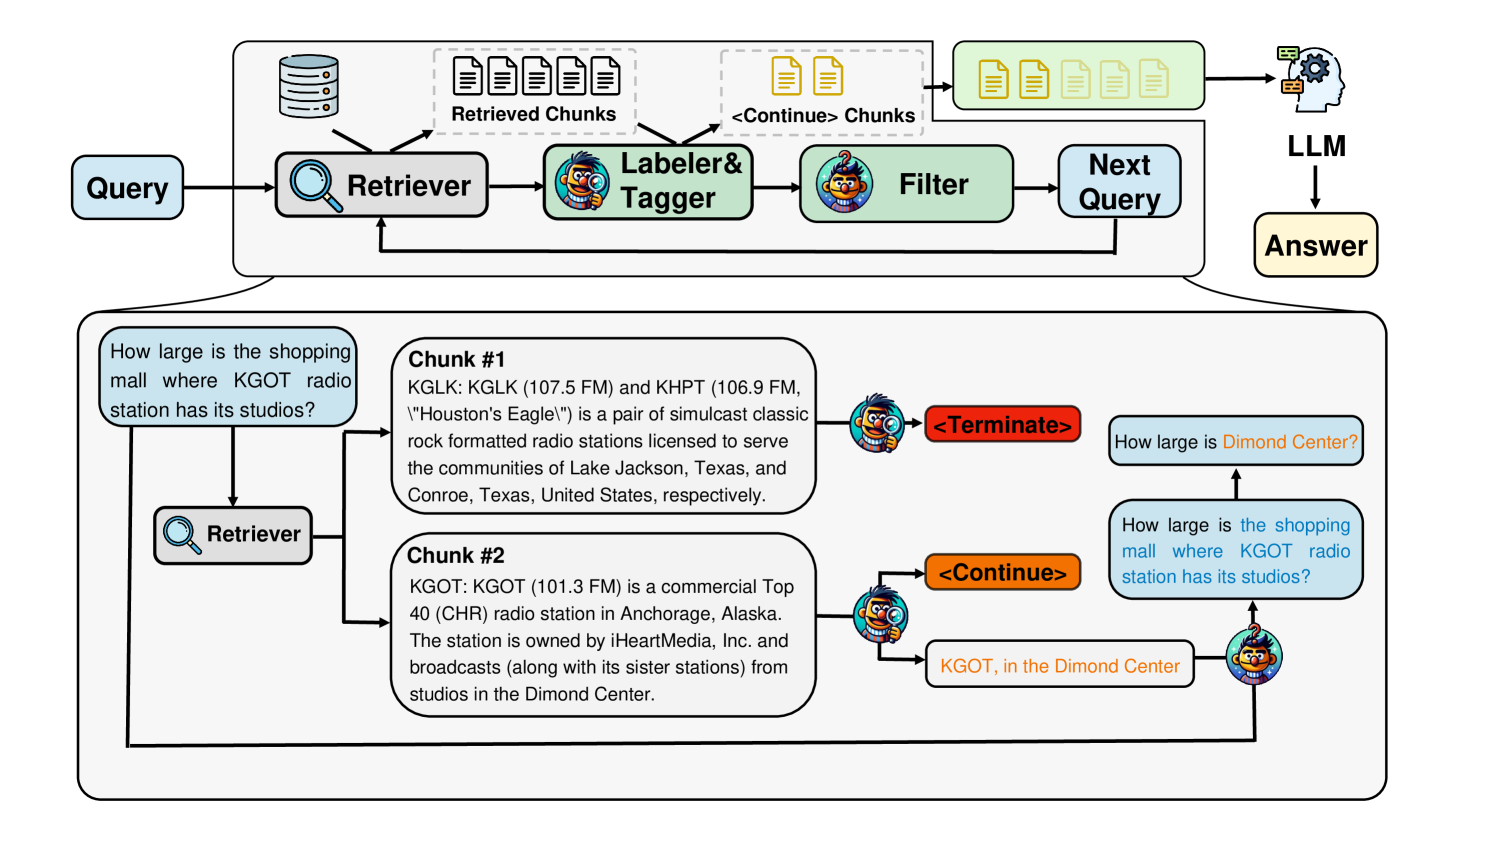 Retrieved Chunks
<Continue> Chunks
Query
Retriever
Labeler&
Tagger
Filter
Next
Query
LLM
Answer
How large is the shopping
mall where KGOT radio
station has its studios?
Retriever
Chunk #1
KGLK: KGLK (107.5 FM) and KHPT (106.9 FM,
\"Houston's Eagle\") is a pair of simulcast classic
rock formatted radio stations licensed to serve
the communities of Lake Jackson, Texas, and
Conroe, Texas, United States, respectively.
<Terminate>
Chunk #2
KGOT: KGOT (101.3 FM) is a commercial Top
40 (CHR) radio station in Anchorage, Alaska.
The station is owned by iHeartMedia, Inc. and
broadcasts (along with its sister stations) from
studios in the Dimond Center.
<Continue>
KGOT, in the Dimond Center
How large is Dimond Center?
How large is the shopping
mall where KGOT radio
station has its studios?